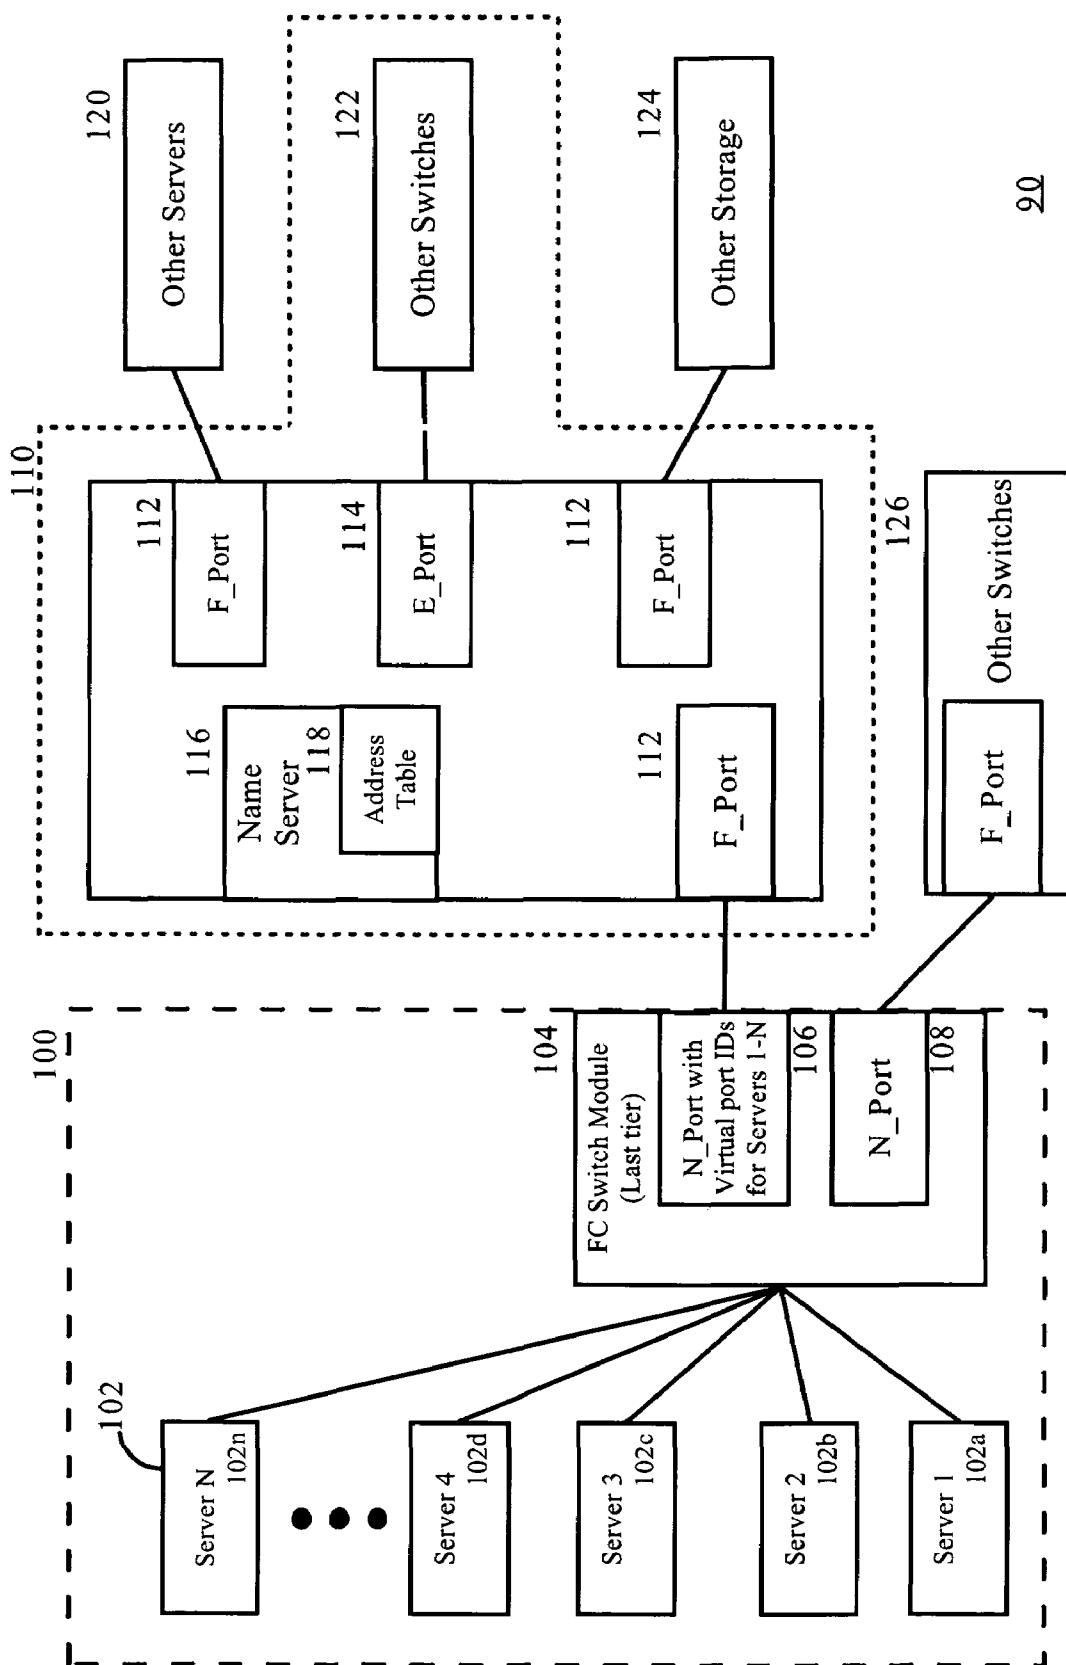 100
102
Server N
102n
Server 4
102d
Server 3
102c
Server 2
102b
Server 1
102a
104
FC Switch Module
(Last tier)
N_Port with
Virtual port IDs
for Servers 1-N
106
N_Port
108
110
116
Name
Server
118
Address
Table
112
F_Port
112
F_Port
114
E_Port
112
F_Port
120
Other Servers
122
Other Switches
124
Other Storage
126
Other Switches
F_Port
90